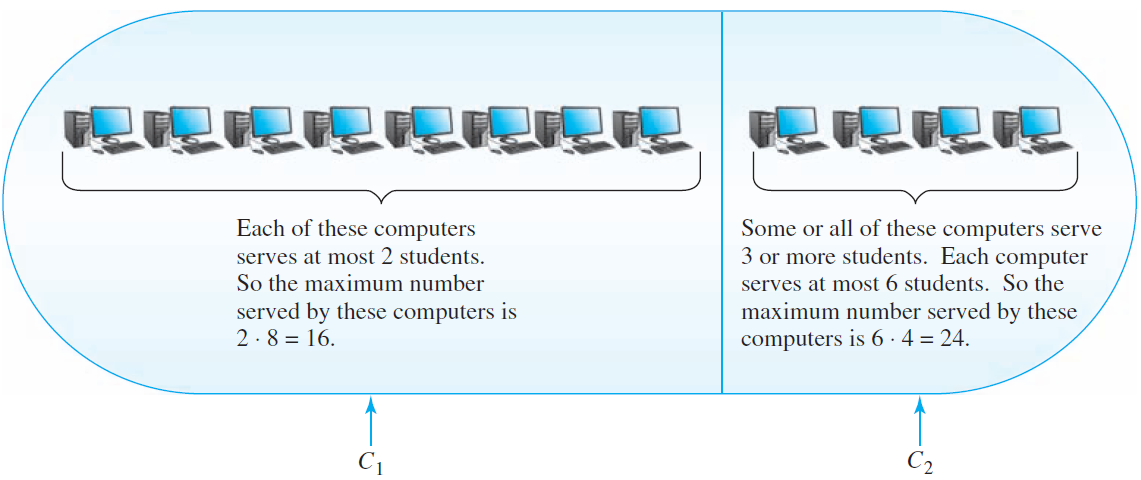 Each of these computers
serves at most 2 students.
So the maximum number
served by these computers is
2 · 8 = 16.
Some or all of these computers serve
3 or more students. Each computer
serves at most 6 students. So the
maximum number served by these
computers is 6 · 4 = 24.
C₁
C₂